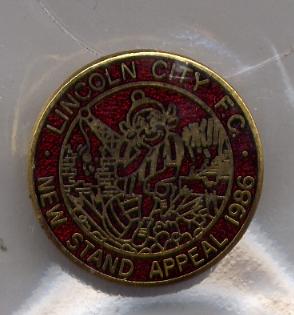 LINCOLN CITY F.C.
NEW STAND APPEAL 1986